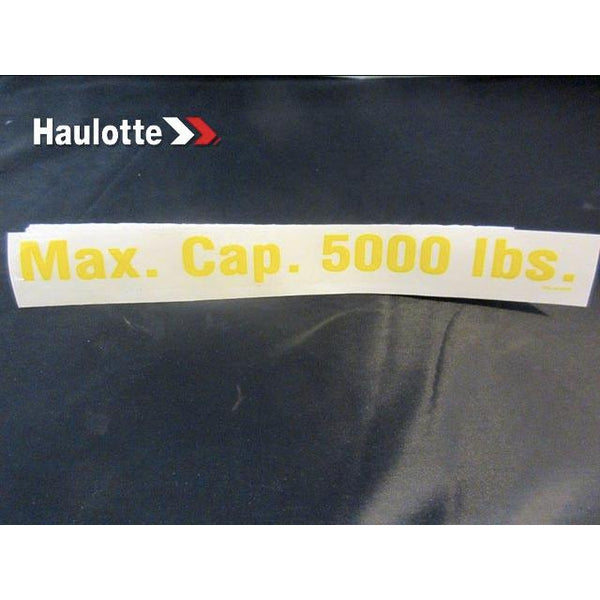 Haulotte
Max. Cap. 5000 lbs.